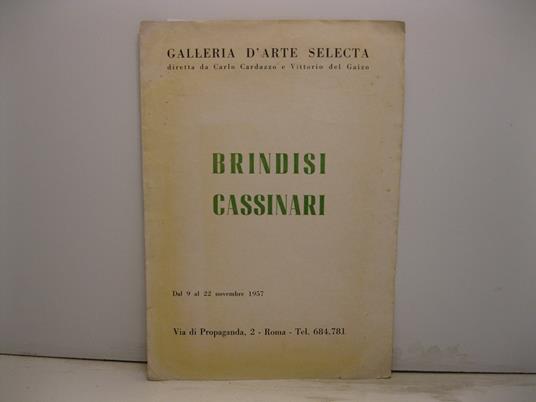 GALLERIA D'ARTE SELECTA
diretta da Carlo Cardazzo e Vittorio del Gaizo
BRINDISI
CASSINARI
Dal 9 al 22 novembre 1957
Via di Propaganda, 2 - Roma - Tel. 684.781